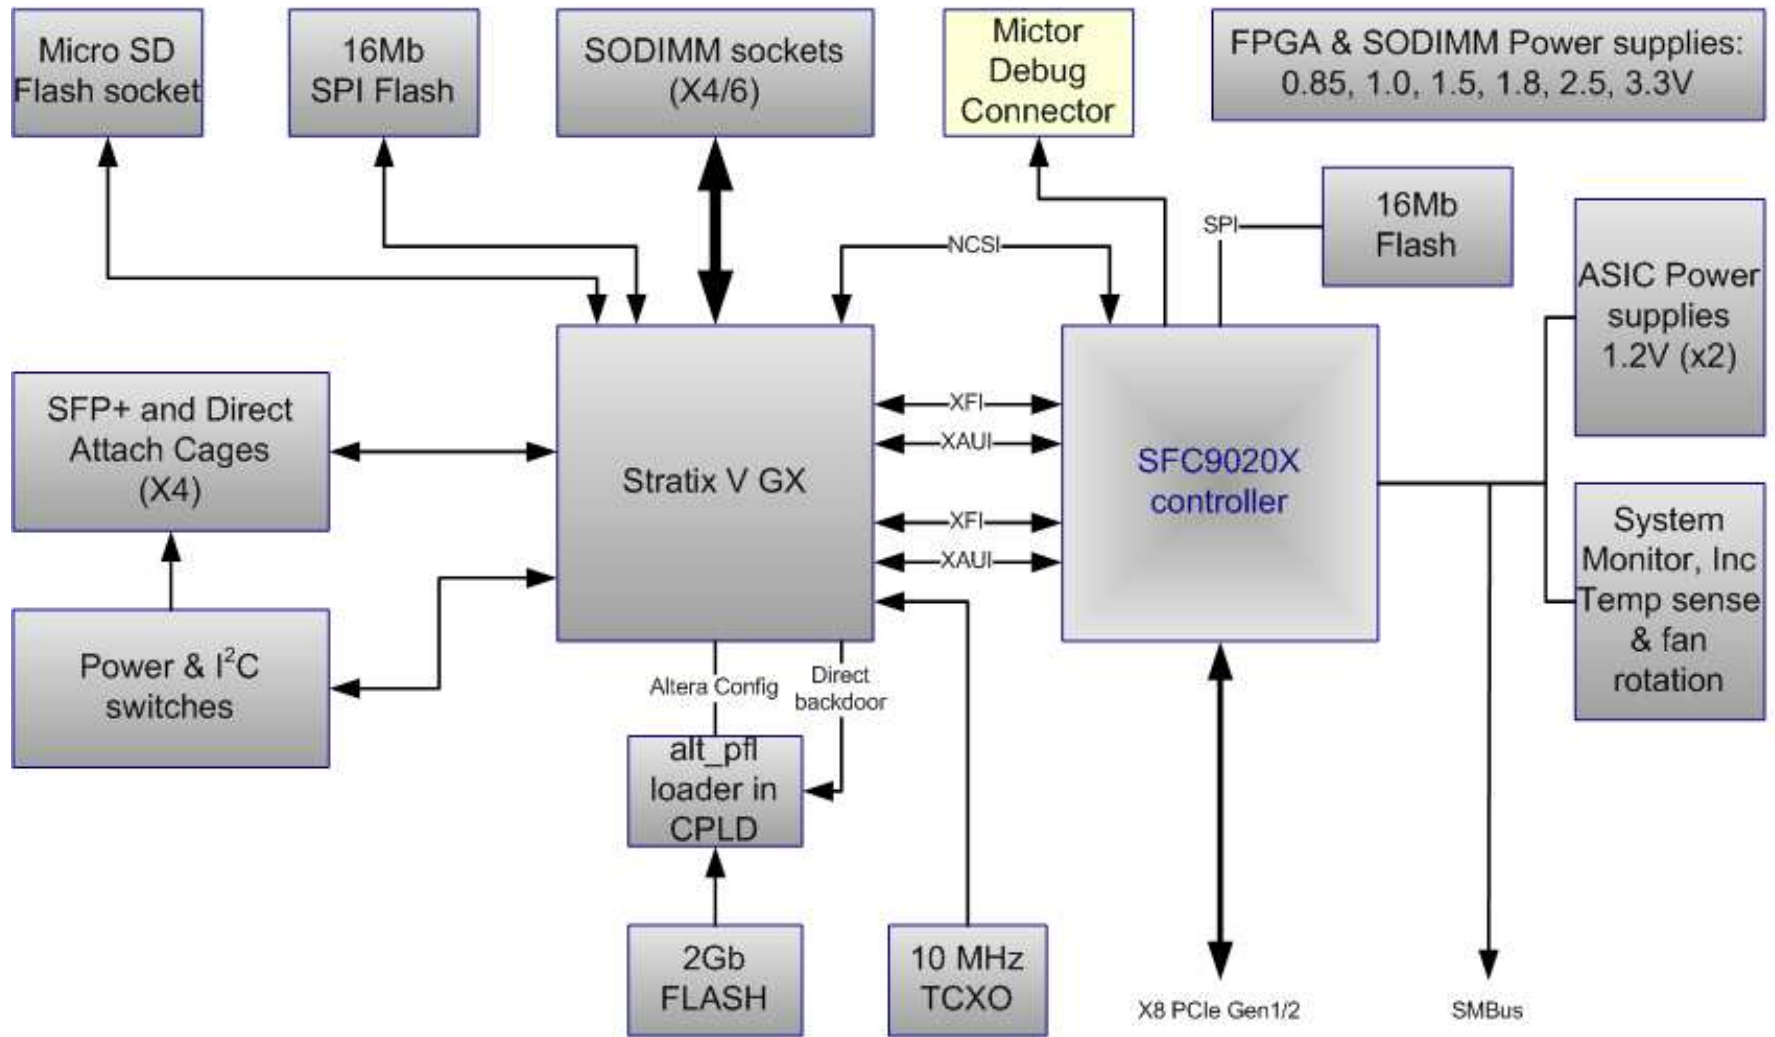 Micro SD
Flash socket
16Mb
SPI Flash
SODIMM sockets
(X4/6)
Mictor
Debug
Connector
FPGA & SODIMM Power supplies:
0.85, 1.0, 1.5, 1.8, 2.5, 3.3V
SPI
16Mb
Flash
NCSI
ASIC Power
supplies
1.2V (x2)
SFP+ and Direct
Attach Cages
(X4)
Stratix V GX
XFI
XAUI
XFI
XAUI
SFC9020X
controller
System
Monitor, Inc
Temp sense
& fan
rotation
Power & I²C
switches
Altera Config
Direct
backdoor
alt_pfl
loader in
CPLD
2Gb
FLASH
10 MHz
TCXO
X8 PCIe Gen1/2
SMBus